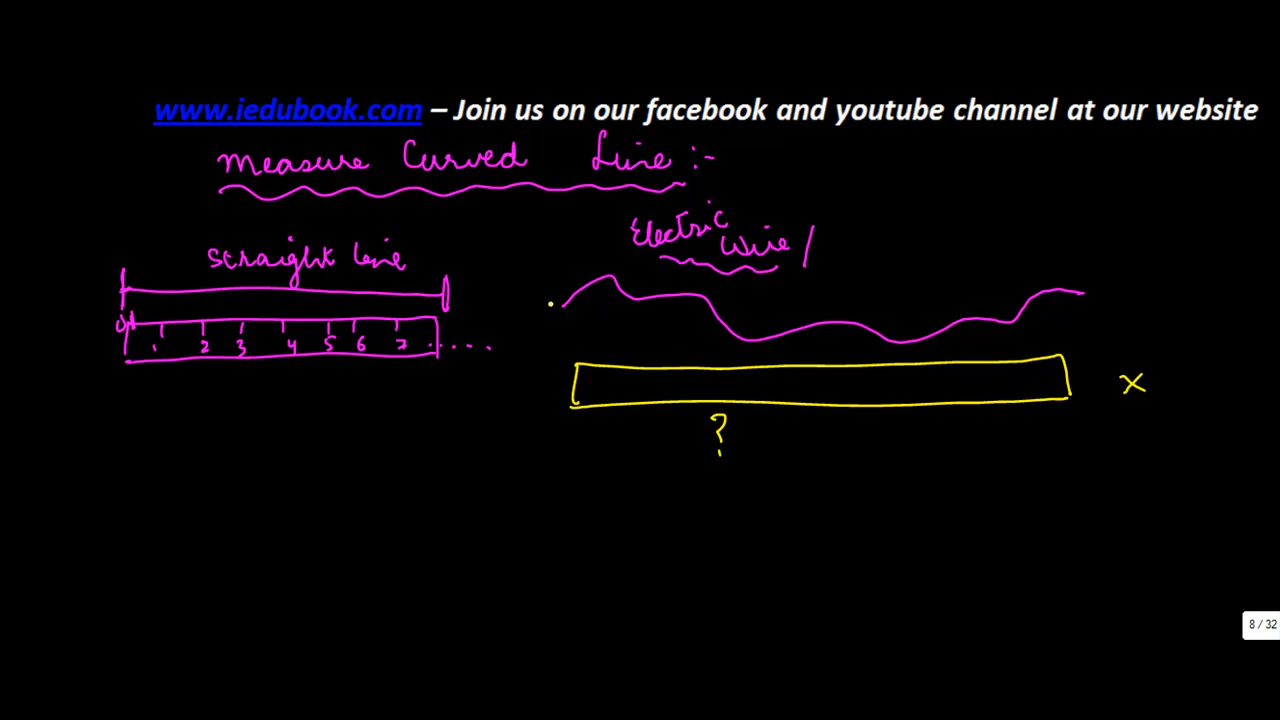 www.iedubook.com – Join us on our facebook and youtube channel at our website
Measure Curved Line :-
Electric
Wire /
Straight line
0
1 2 3 4 5 6 7 . . . . .
x
?
8 / 32